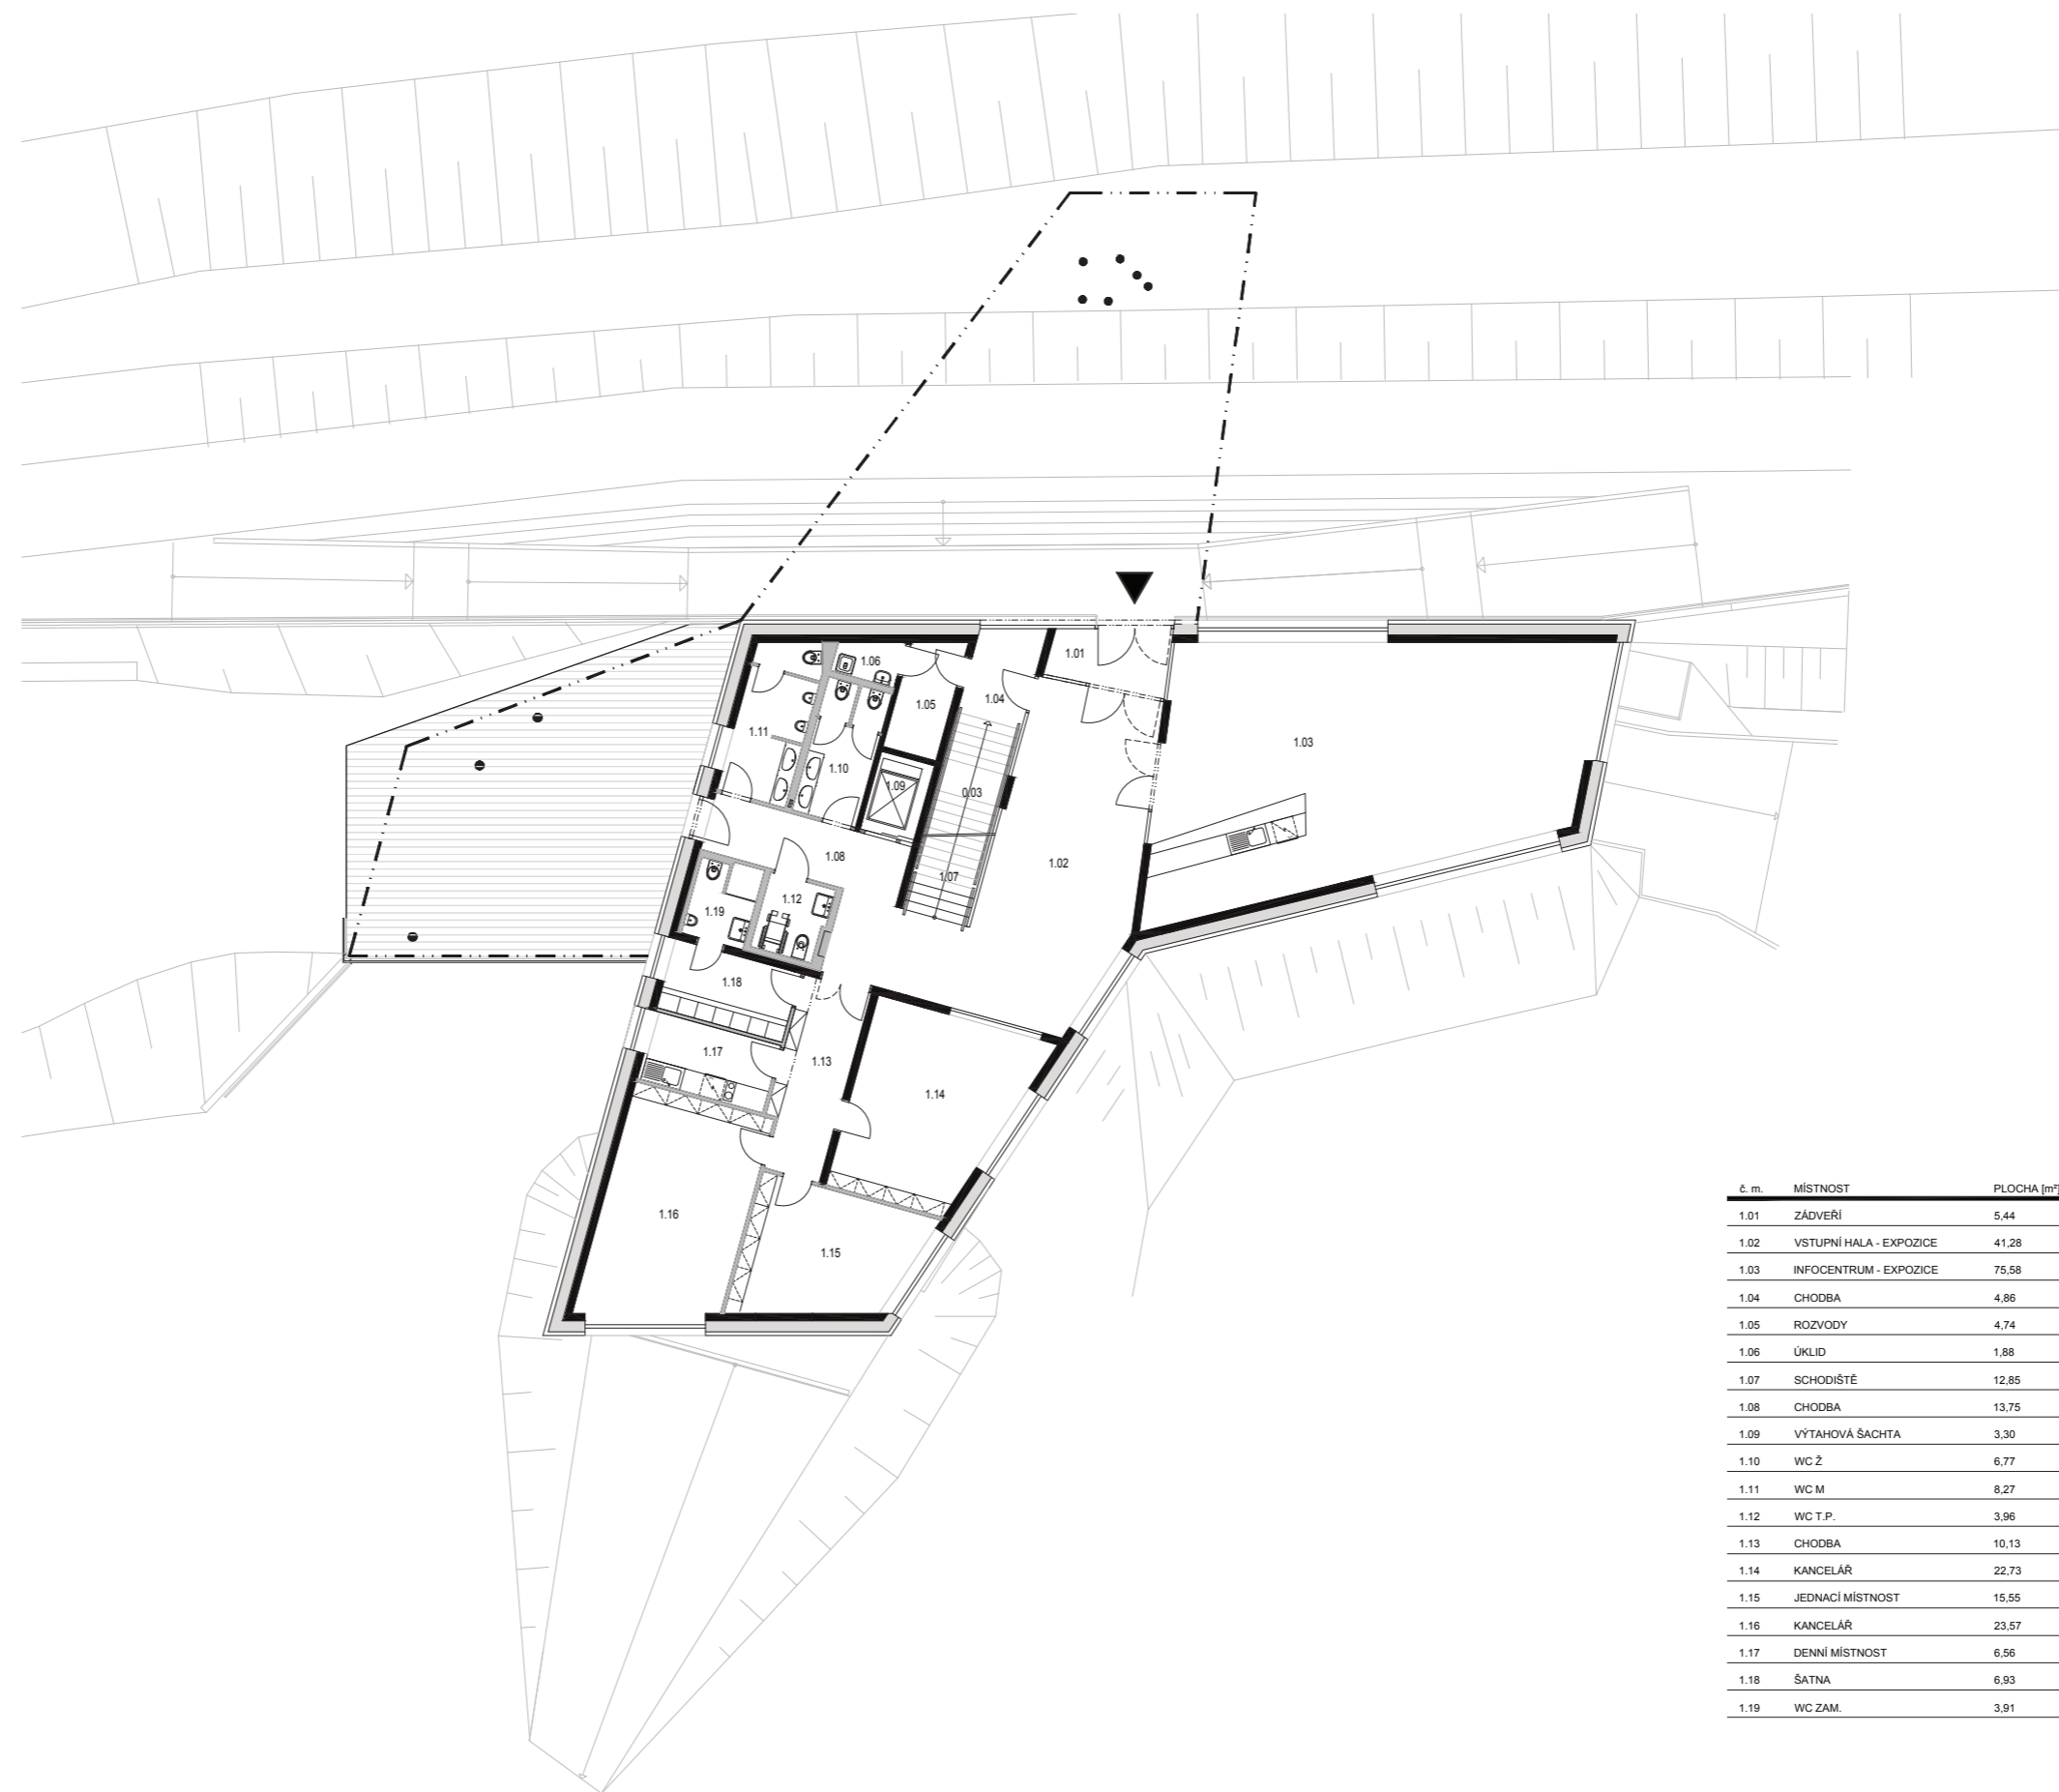 1.06
1.01
1.04
1.05
1.11
1.03
1.10
1.09
0.03
1.08
1.02
1.07
1.12
1.19
1.18
1.17
1.13
1.14
1.16
1.15
č. m. MÍSTNOST PLOCHA [m²]
1.01 ZÁDVEŘÍ 5,44
1.02 VSTUPNÍ HALA - EXPOZICE 41,28
1.03 INFOCENTRUM - EXPOZICE 75,58
1.04 CHODBA 4,86
1.05 ROZVODY 4,74
1.06 ÚKLID 1,88
1.07 SCHODIŠTĚ 12,85
1.08 CHODBA 13,75
1.09 VÝTAHOVÁ ŠACHTA 3,30
1.10 WC Ž 6,77
1.11 WC M 8,27
1.12 WC T.P. 3,96
1.13 CHODBA 10,13
1.14 KANCELÁŘ 22,73
1.15 JEDNACÍ MÍSTNOST 15,55
1.16 KANCELÁŘ 23,57
1.17 DENNÍ MÍSTNOST 6,56
1.18 ŠATNA 6,93
1.19 WC ZAM. 3,91